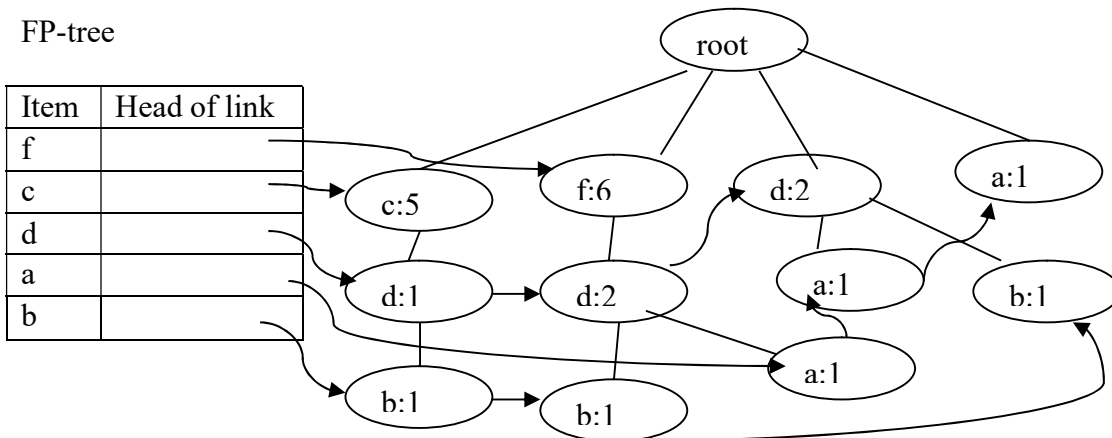 FP-tree
root
Item Head of link
f
c
d
a
b
c:5
f:6
d:2
a:1
d:1
d:2
a:1
b:1
b:1
b:1
a:1